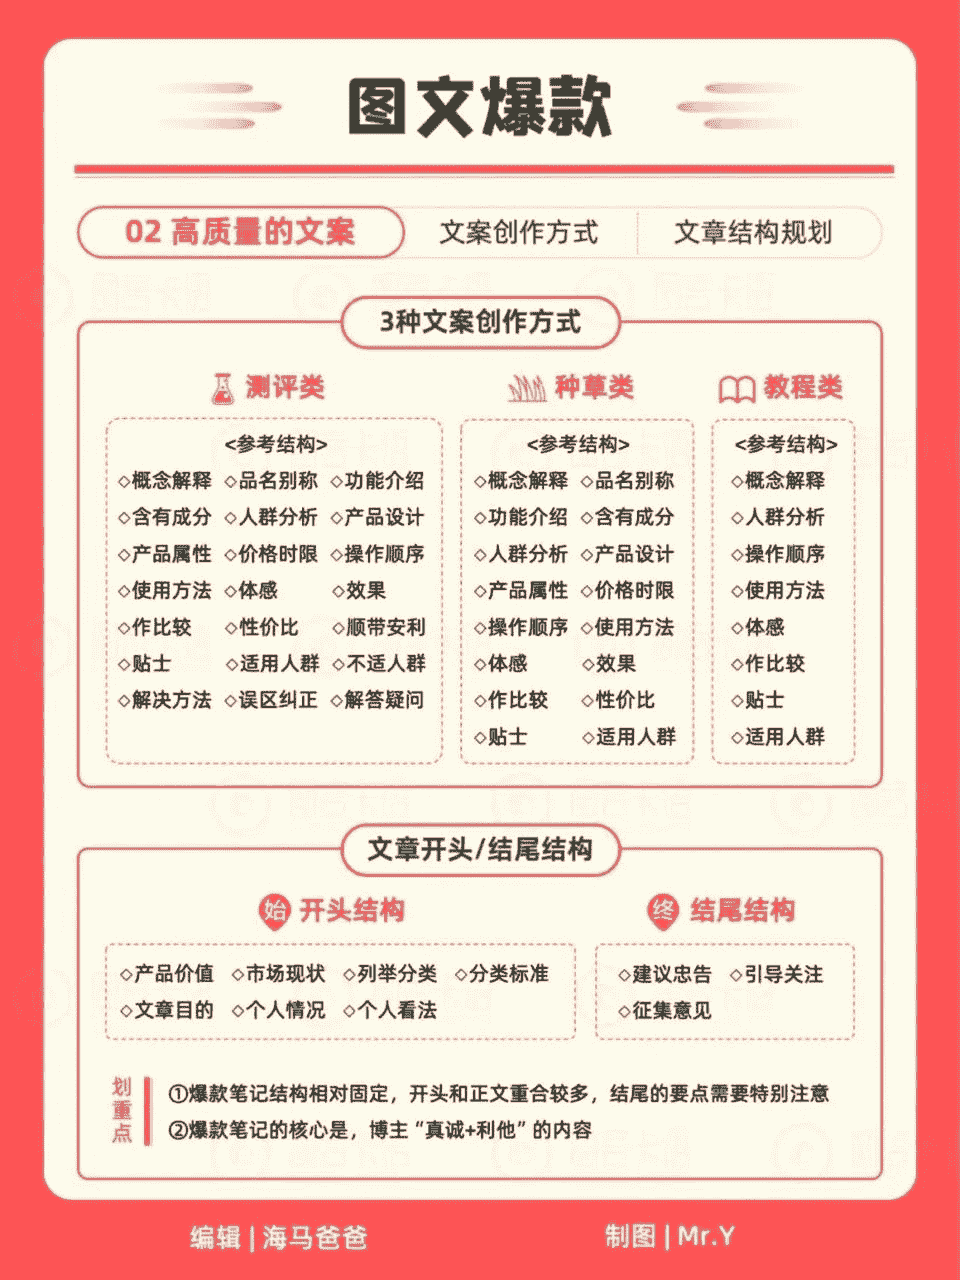 图文爆款
02 高质量的文案 文案创作方式 文章结构规划
3种文案创作方式
测评类
<参考结构>
◇概念解释 ◇品名别称 ◇功能介绍
◇含有成分 ◇人群分析 ◇产品设计
◇产品属性 ◇价格时限 ◇操作顺序
◇使用方法 ◇体感 ◇效果
◇作比较 ◇性价比 ◇顺带安利
◇贴士 ◇适用人群 ◇不适人群
◇解决方法 ◇误区纠正 ◇解答疑问
种草类
<参考结构>
◇概念解释 ◇品名别称
◇功能介绍 ◇含有成分
◇人群分析 ◇产品设计
◇产品属性 ◇价格时限
◇操作顺序 ◇使用方法
◇体感 ◇效果
◇作比较 ◇性价比
◇贴士 ◇适用人群
教程类
<参考结构>
◇概念解释
◇人群分析
◇操作顺序
◇使用方法
◇体感
◇作比较
◇贴士
◇适用人群
文章开头/结尾结构
始 开头结构
◇产品价值 ◇市场现状 ◇列举分类 ◇分类标准
◇文章目的 ◇个人情况 ◇个人看法
终 结尾结构
◇建议忠告 ◇引导关注
◇征集意见
划重点
①爆款笔记结构相对固定，开头和正文重合较多，结尾的要点需要特别注意
②爆款笔记的核心是，博主“真诚+利他”的内容
编辑 | 海马爸爸 制图 | Mr.Y